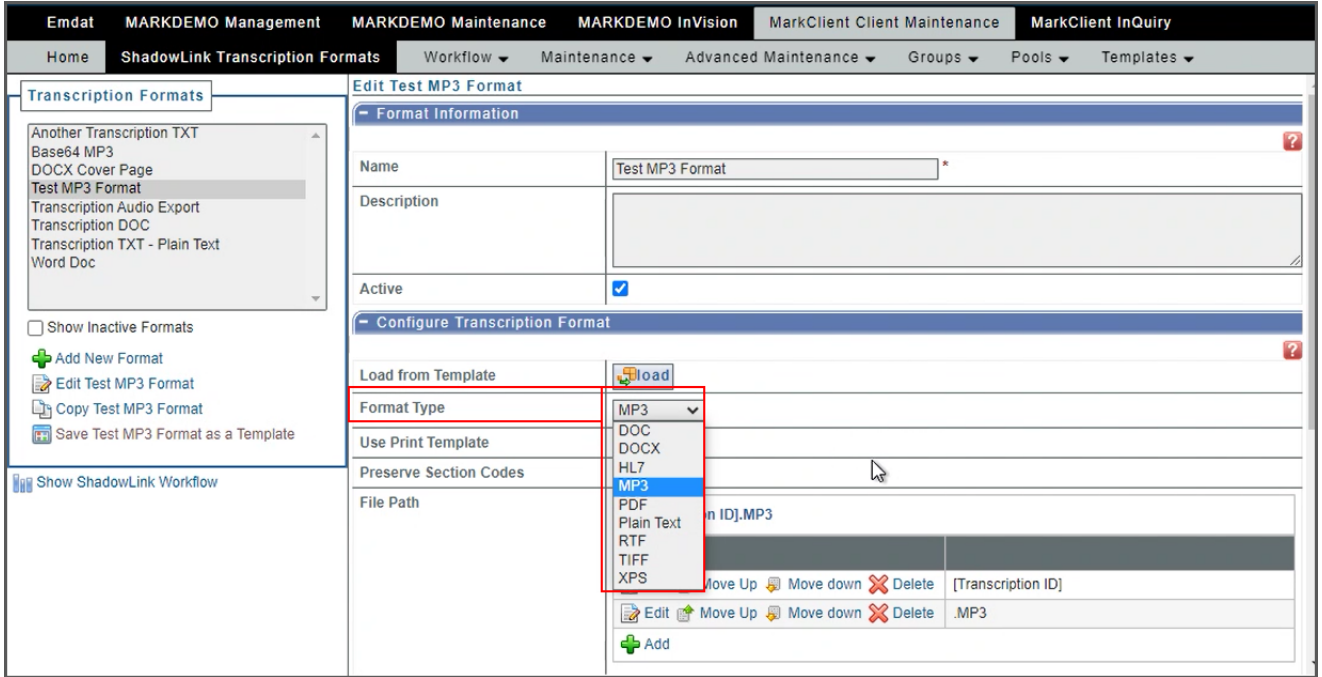 Emdat MARKDEMO Management MARKDEMO Maintenance MARKDEMO InVision MarkClient Client Maintenance MarkClient InQuiry
Home ShadowLink Transcription Formats Workflow Maintenance Advanced Maintenance Groups Pools Templates
Transcription Formats
Another Transcription TXT
Base64 MP3
DOCX Cover Page
Test MP3 Format
Transcription Audio Export
Transcription DOC
Transcription TXT - Plain Text
Word Doc
Show Inactive Formats
Add New Format
Edit Test MP3 Format
Copy Test MP3 Format
Save Test MP3 Format as a Template
Show ShadowLink Workflow
Edit Test MP3 Format
− Format Information
?
Name Test MP3 Format *
Description
Active
− Configure Transcription Format
?
Load from Template load
Format Type MP3
DOC
DOCX
HL7
MP3
PDF
Plain Text
RTF
TIFF
XPS
Use Print Template
Preserve Section Codes
File Path
n ID].MP3
Move Up Move down Delete [Transcription ID]
Edit Move Up Move down Delete .MP3
Add